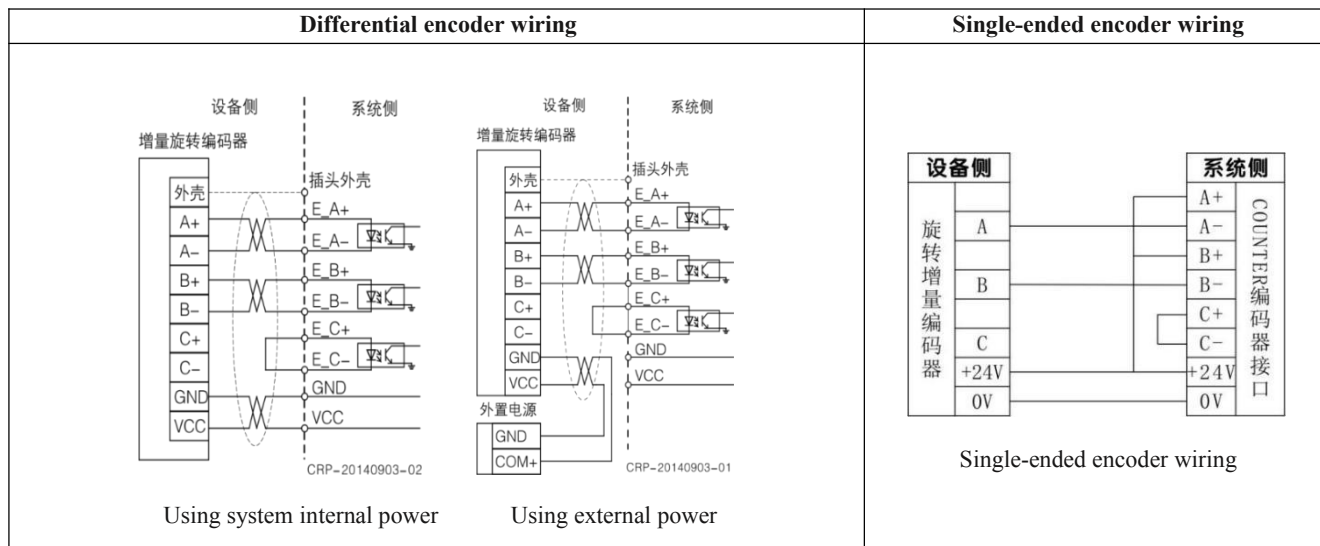 Differential encoder wiring
Single-ended encoder wiring
设备侧
系统侧
增量旋转编码器
插头外壳
外壳
A+
A-
B+
B-
C+
C-
GND
VCC
E_A+
E_A-
E_B+
E_B-
E_C+
E_C-
GND
VCC
CRP-20140903-02
Using system internal power
设备侧
系统侧
增量旋转编码器
插头外壳
外壳
A+
A-
B+
B-
C+
C-
GND
VCC
E_A+
E_A-
E_B+
E_B-
E_C+
E_C-
GND
VCC
外置电源
GND
COM+
CRP-20140903-01
Using external power
设备侧
旋转增量编码器
A
B
C
+24V
0V
系统侧
A+
A-
B+
B-
C+
C-
+24V
0V
COUNTER编码器接口
Single-ended encoder wiring